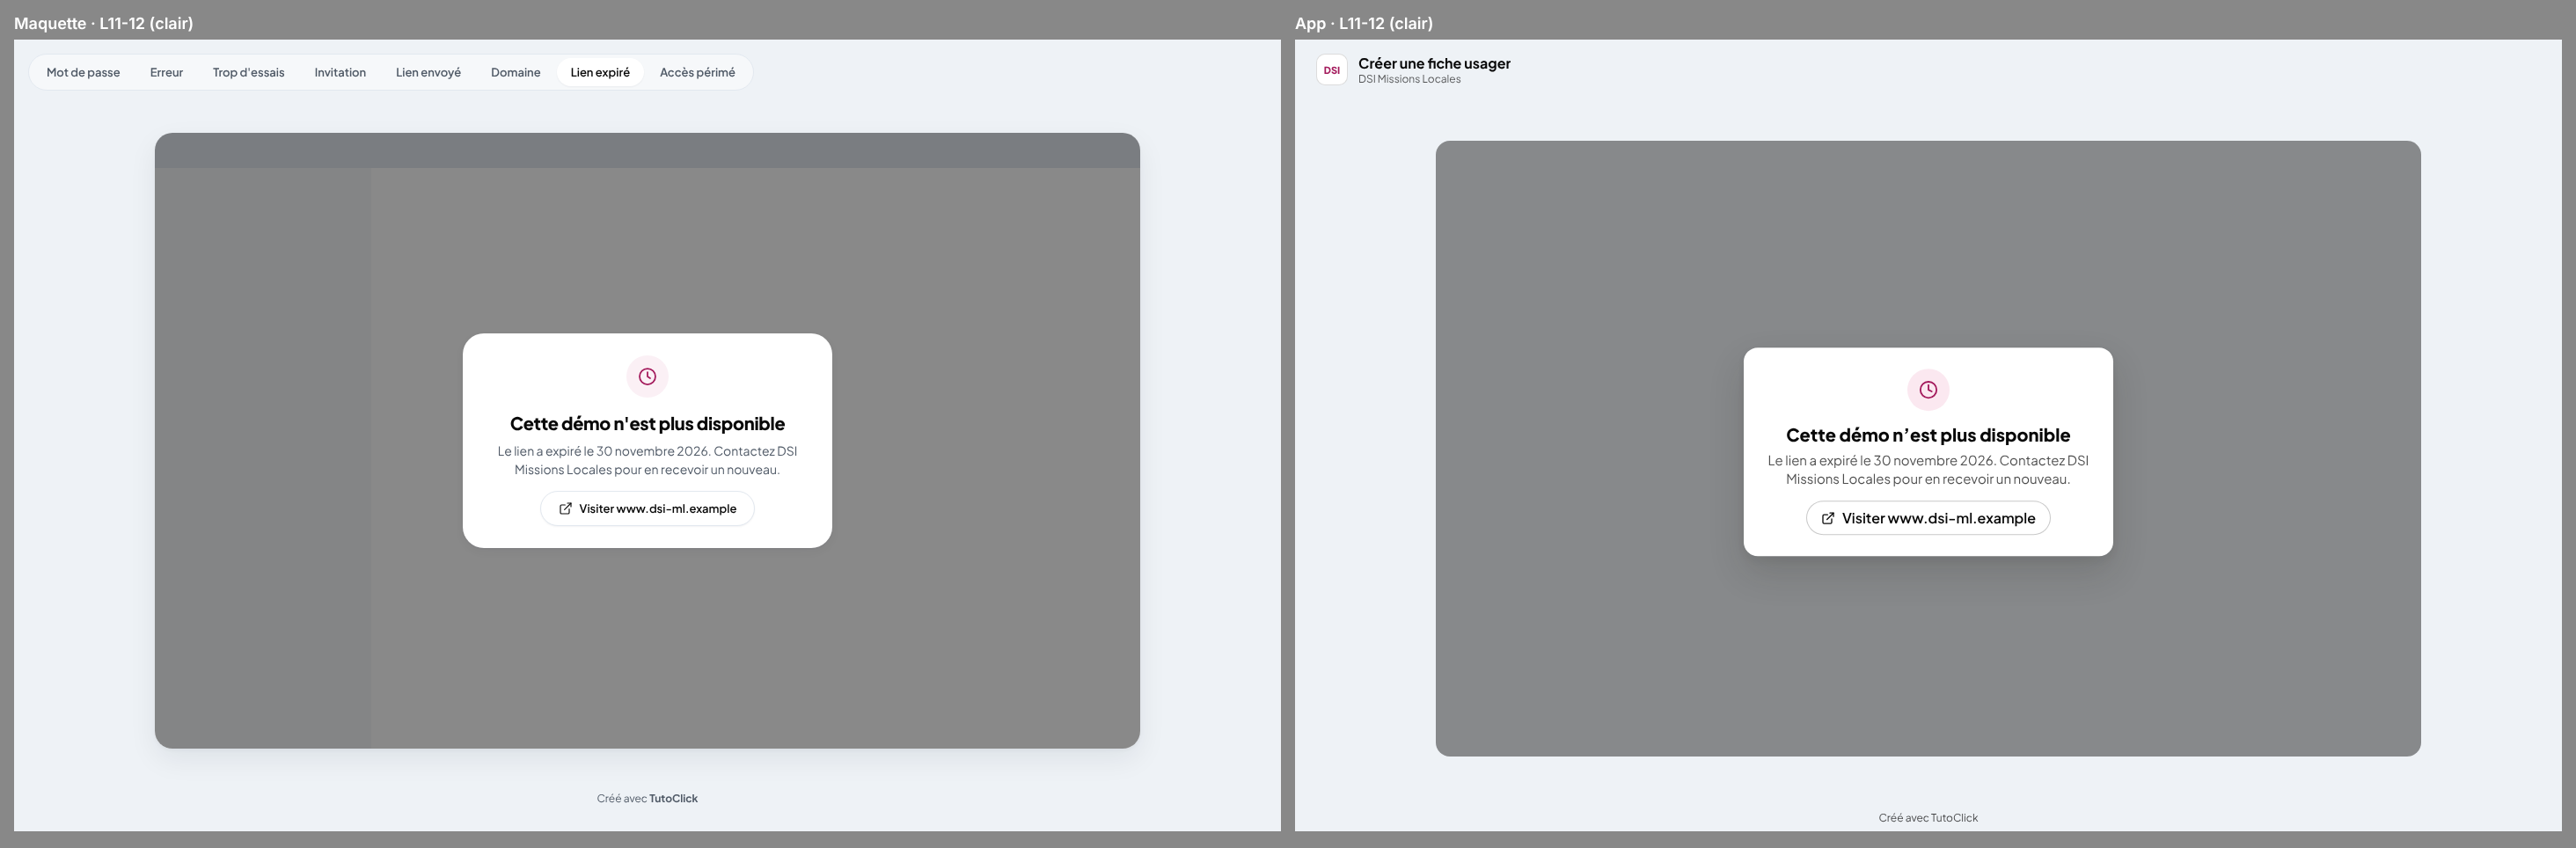 Maquette · L11-12 (clair)
Mot de passe Erreur Trop d'essais Invitation Lien envoyé Domaine Lien expiré Accès périmé
Cette démo n'est plus disponible
Le lien a expiré le 30 novembre 2026. Contactez DSI
Missions Locales pour en recevoir un nouveau.
Visiter www.dsi-ml.example
Créé avec TutoClick
App · L11-12 (clair)
DSI
Créer une fiche usager
DSI Missions Locales
Cette démo n’est plus disponible
Le lien a expiré le 30 novembre 2026. Contactez DSI
Missions Locales pour en recevoir un nouveau.
Visiter www.dsi-ml.example
Créé avec TutoClick